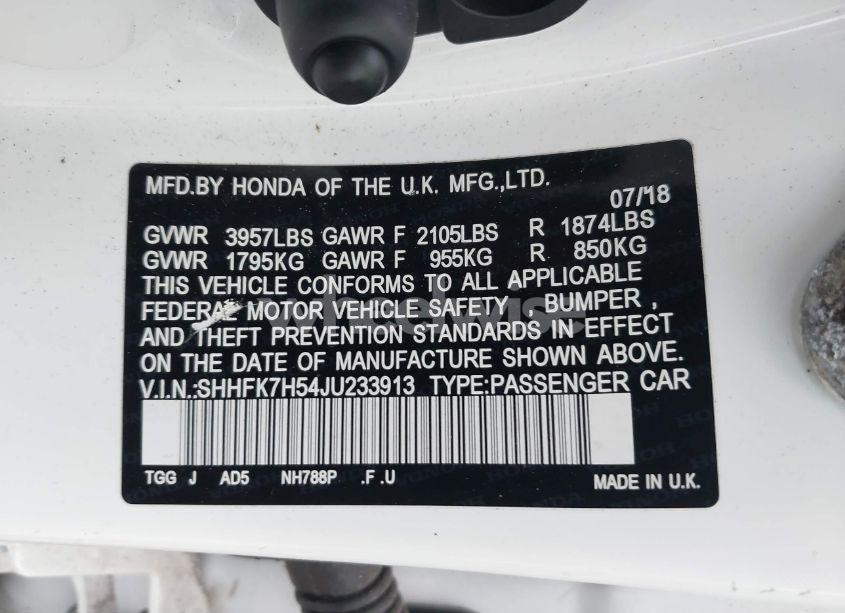 MFD.BY HONDA OF THE U.K. MFG.,LTD.
07/18
GVWR 3957LBS GAWR F 2105LBS R 1874LBS
GVWR 1795KG GAWR F 955KG R 850KG
THIS VEHICLE CONFORMS TO ALL APPLICABLE
FEDERAL MOTOR VEHICLE SAFETY , BUMPER ,
AND THEFT PREVENTION STANDARDS IN EFFECT
ON THE DATE OF MANUFACTURE SHOWN ABOVE.
V.I.N.:SHHFK7H54JU233913 TYPE:PASSENGER CAR
TGG J AD5 NH788P .F .U MADE IN U.K.